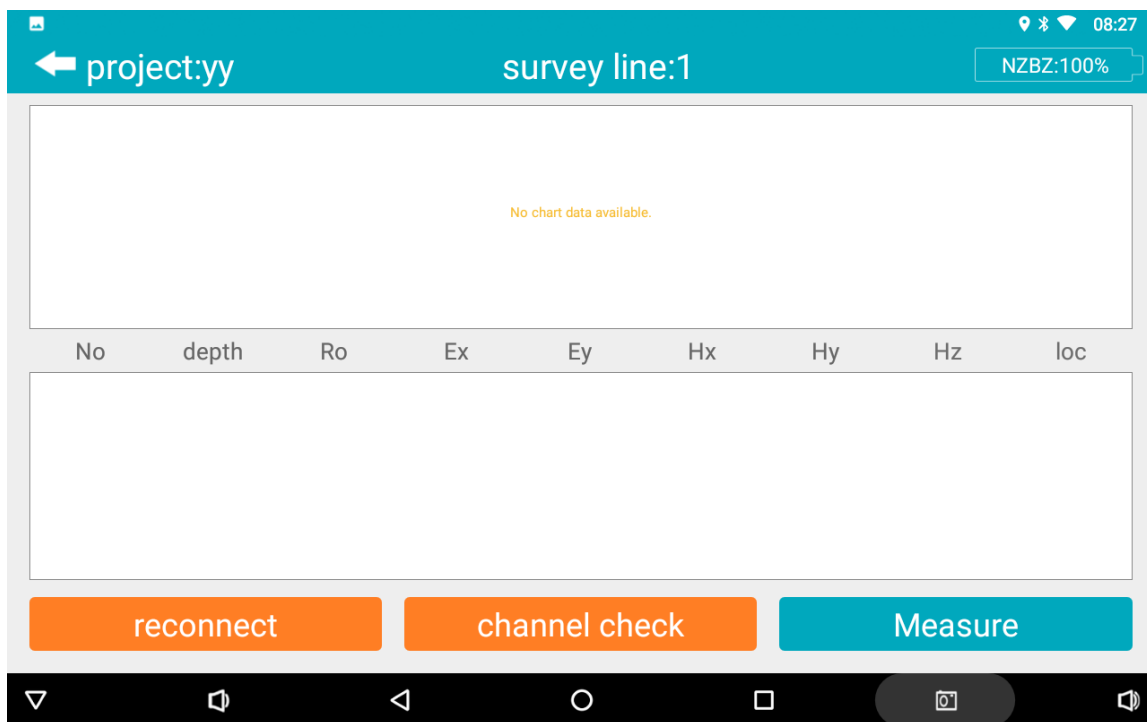 08:27
project:yy survey line:1 NZBZ:100%
No chart data available.
No depth Ro Ex Ey Hx Hy Hz loc
reconnect channel check Measure